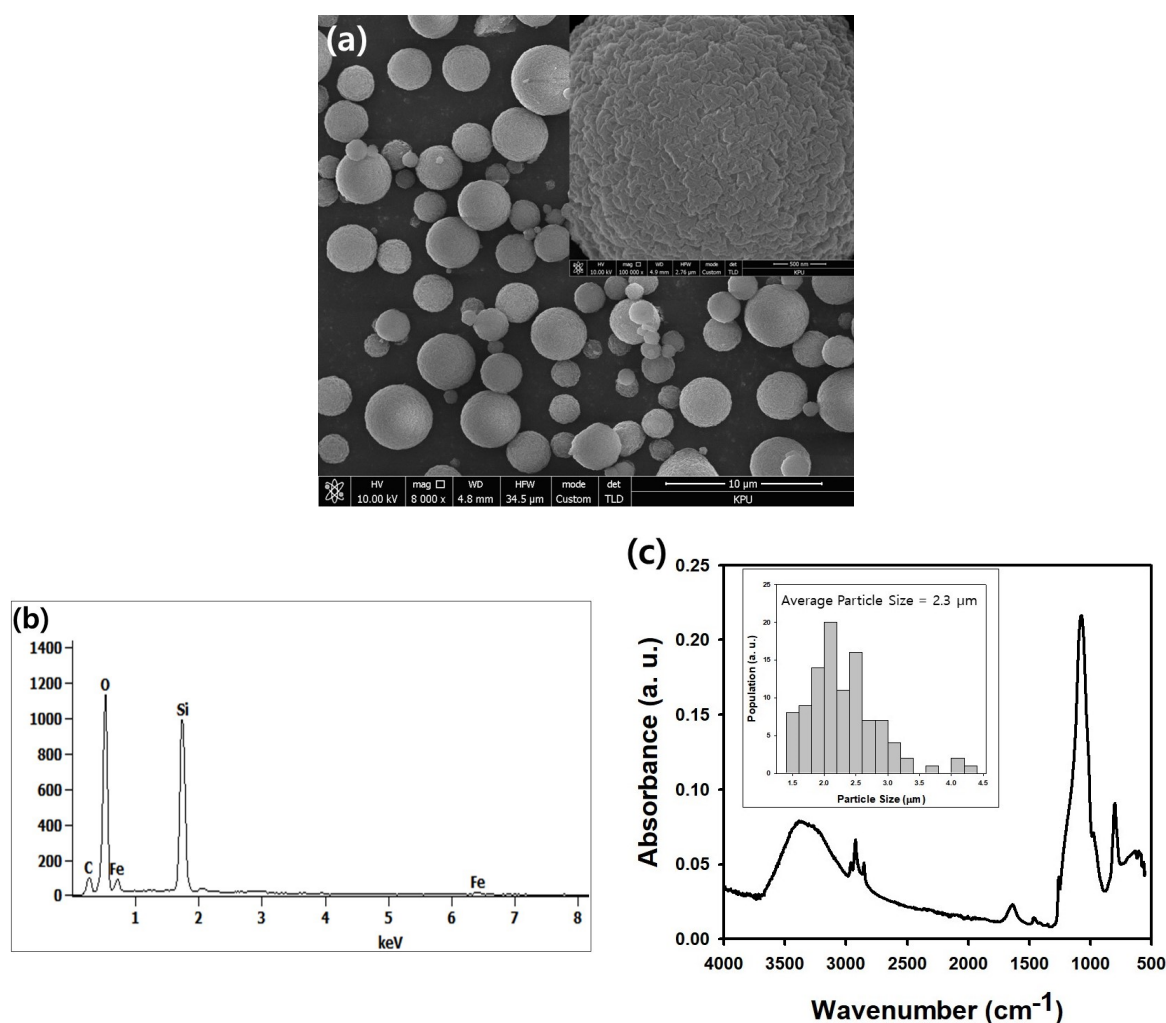 (a)
HV mag □ WD HFW mode det 500 nm
10.00 kV 100 000 x 4.9 mm 2.76 µm Custom TLD KPU
HV mag □ WD HFW mode det 10 µm
10.00 kV 8 000 x 4.8 mm 34.5 µm Custom TLD KPU
(b)
1400
1200
1000
800
600
400
200
0
C
O
Fe
Si
Fe
1 2 3 4 5 6 7 8
keV
(c)
Absorbance (a. u.)
0.25
0.20
0.15
0.10
0.05
0.00
Average Particle Size = 2.3 µm
Population (a. u.)
25
20
15
10
5
0
1.5 2.0 2.5 3.0 3.5 4.0 4.5
Particle Size (µm)
4000 3500 3000 2500 2000 1500 1000 500
Wavenumber (cm-1)